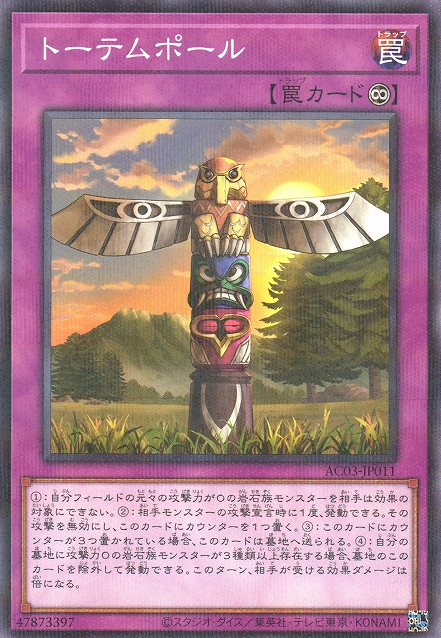 トーテムポール
罠
トラップ
【罠カード】
トラップ
AC03-JP011
①:自分フィールドの元々の攻撃力が0の岩石族モンスターを相手は効果の
対象にできない。②:相手モンスターの攻撃宣言時に1度、発動できる。その
攻撃を無効にし、このカードにカウンターを1つ置く。③:このカードにカウ
ンターが3つ置かれている場合、このカードは墓地へ送られる。④:自分の
墓地に攻撃力0の岩石族モンスターが3種類以上存在する場合、墓地のこの
カードを除外して発動できる。このターン、相手が受ける効果ダメージは
倍になる。
47873397
©スタジオ・ダイス/集英社・テレビ東京・KONAMI